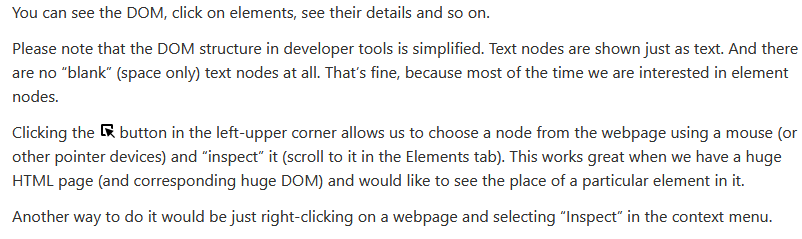 You can see the DOM, click on elements, see their details and so on.
Please note that the DOM structure in developer tools is simplified. Text nodes are shown just as text. And there
are no “blank” (space only) text nodes at all. That’s fine, because most of the time we are interested in element
nodes.
Clicking the button in the left-upper corner allows us to choose a node from the webpage using a mouse (or
other pointer devices) and “inspect” it (scroll to it in the Elements tab). This works great when we have a huge
HTML page (and corresponding huge DOM) and would like to see the place of a particular element in it.
Another way to do it would be just right-clicking on a webpage and selecting “Inspect” in the context menu.